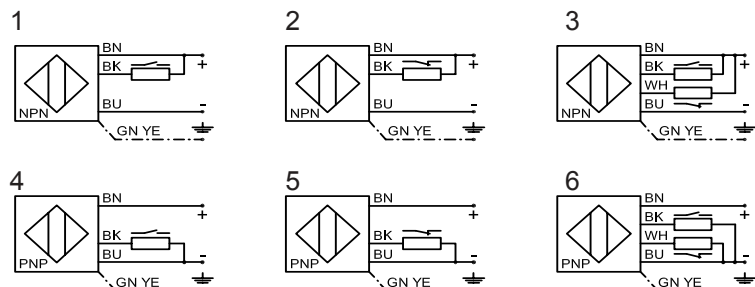 1
BN
BK
+
BU
-
NPN
GN YE
2
BN
BK
+
BU
-
NPN
GN YE
3
BN
BK
+
WH
BU
-
NPN
GN YE
4
BN
+
BK
BU
-
PNP
GN YE
5
BN
+
BK
BU
-
PNP
GN YE
6
BN
+
BK
WH
BU
-
PNP
GN YE